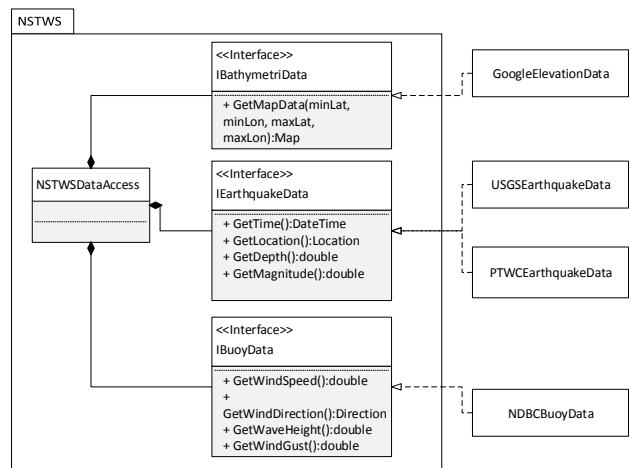 NSTWS
<<Interface>>
IBathymetriData
+ GetMapData(minLat,
minLon, maxLat,
maxLon):Map
GoogleElevationData
NSTWSDataAccess
<<Interface>>
IEarthquakeData
+ GetTime():DateTime
+ GetLocation():Location
+ GetDepth():double
+ GetMagnitude():double
USGSEarthquakeData
PTWCEarthquakeData
<<Interface>>
IBuoyData
+ GetWindSpeed():double
+
GetWindDirection():Direction
+ GetWaveHeight():double
+ GetWindGust():double
NDBCBuoyData